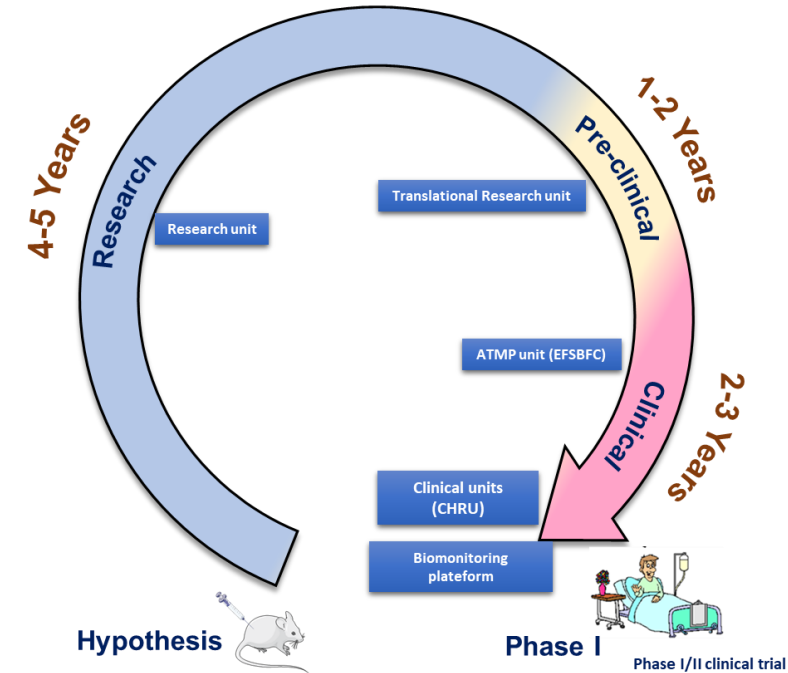 4-5 Years
Research
Research unit
1-2 Years
Pre-clinical
Translational Research unit
ATMP unit (EFSBFC)
Clinical
2-3 Years
Clinical units
(CHRU)
Biomonitoring
plateform
Hypothesis
Phase I
Phase I/II clinical trial